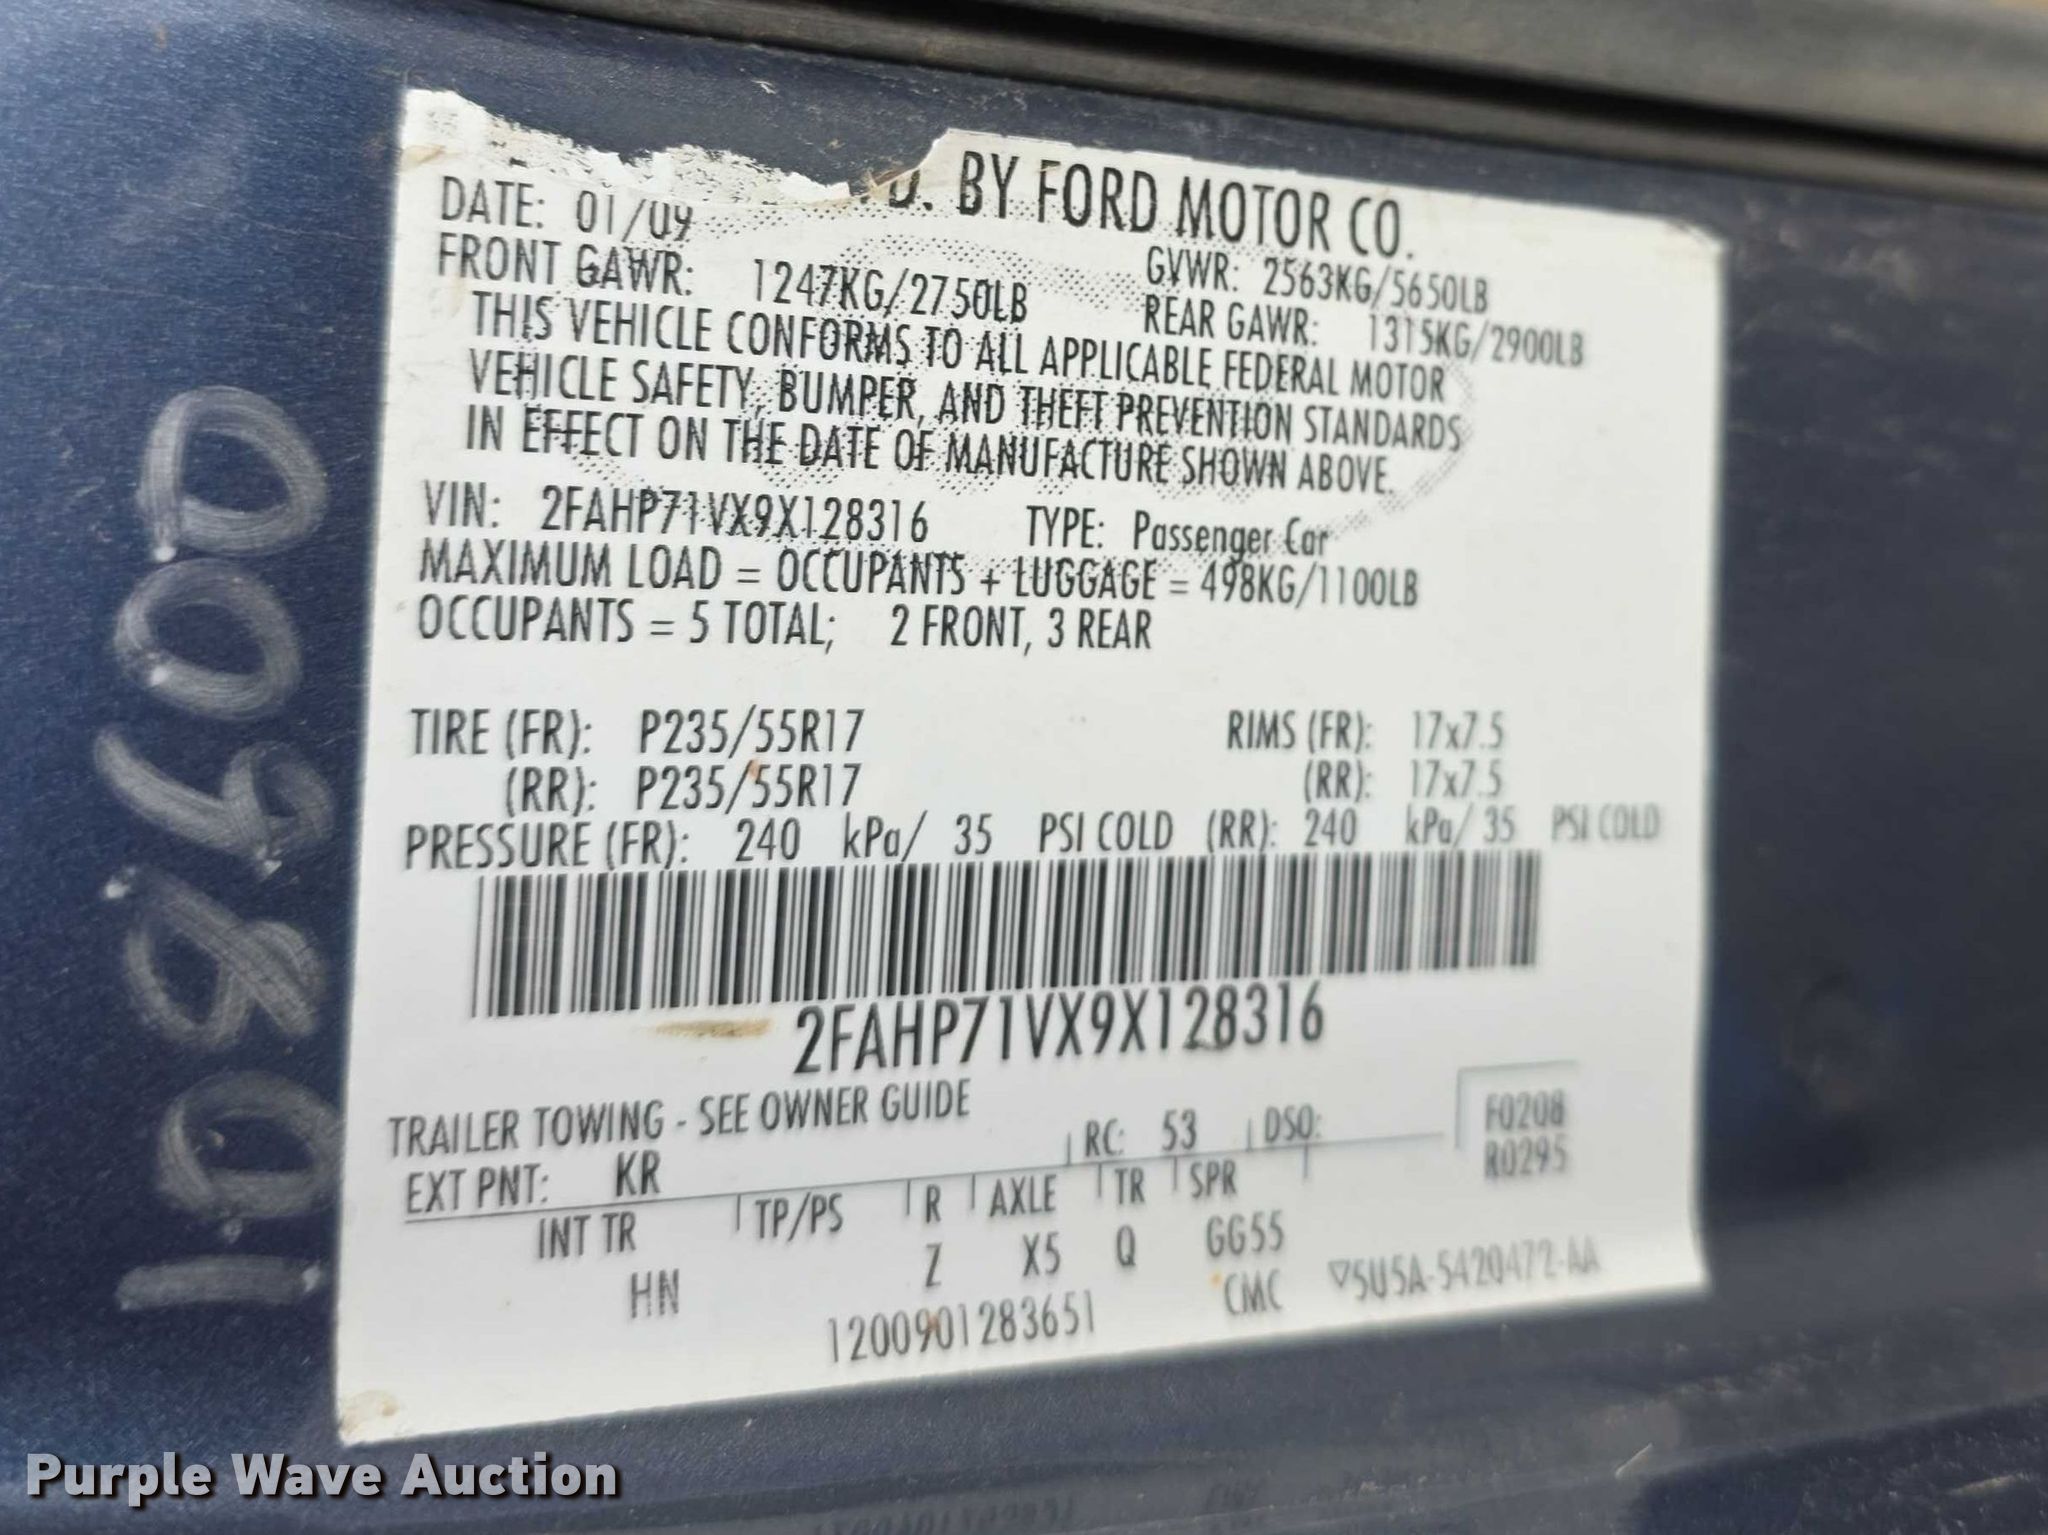 D. BY FORD MOTOR CO.
DATE: 01/09
GVWR: 2563KG/5650LB
FRONT GAWR: 1247KG/2750LB
REAR GAWR: 1315KG/2900LB
THIS VEHICLE CONFORMS TO ALL APPLICABLE FEDERAL MOTOR
VEHICLE SAFETY, BUMPER, AND THEFT PREVENTION STANDARDS
IN EFFECT ON THE DATE OF MANUFACTURE SHOWN ABOVE.
VIN: 2FAHP71VX9X128316 TYPE: Passenger Car
MAXIMUM LOAD = OCCUPANTS + LUGGAGE = 498KG/1100LB
OCCUPANTS = 5 TOTAL; 2 FRONT, 3 REAR
TIRE (FR): P235/55R17 RIMS (FR): 17x7.5
(RR): P235/55R17 (RR): 17x7.5
PRESSURE (FR): 240 kPa/ 35 PSI COLD (RR): 240 kPa/ 35 PSI COLD
2FAHP71VX9X128316
TRAILER TOWING - SEE OWNER GUIDE
EXT PNT: KR RC: 53 DSO: F0208
R0295
INT TR TP/PS R AXLE TR SPR
HN Z X5 Q GG55
1200901283651 CMC ▽5U5A-5420472-AA
Purple Wave Auction